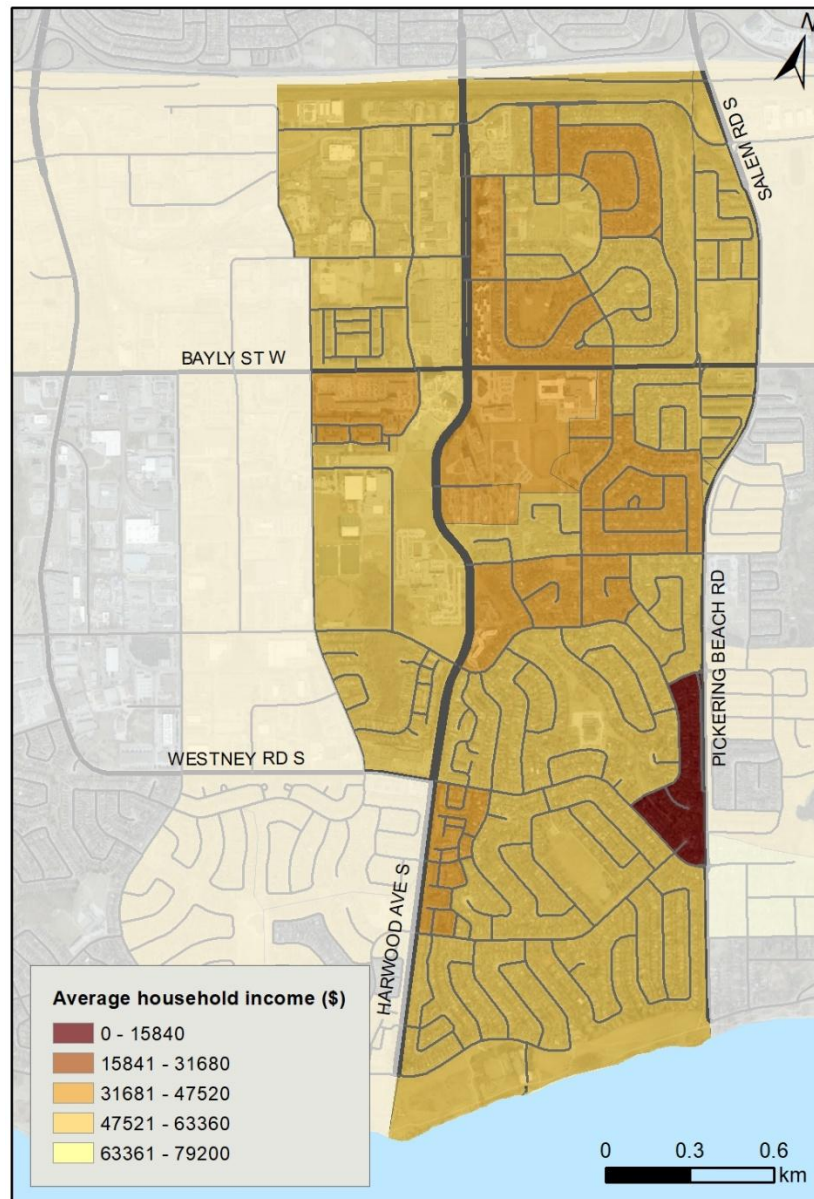 N
SALEM RD S
BAYLY ST W
PICKERING BEACH RD
WESTNEY RD S
HARWOOD AVE S
Average household income ($)
0 - 15840
15841 - 31680
31681 - 47520
47521 - 63360
63361 - 79200
0 0.3 0.6
km